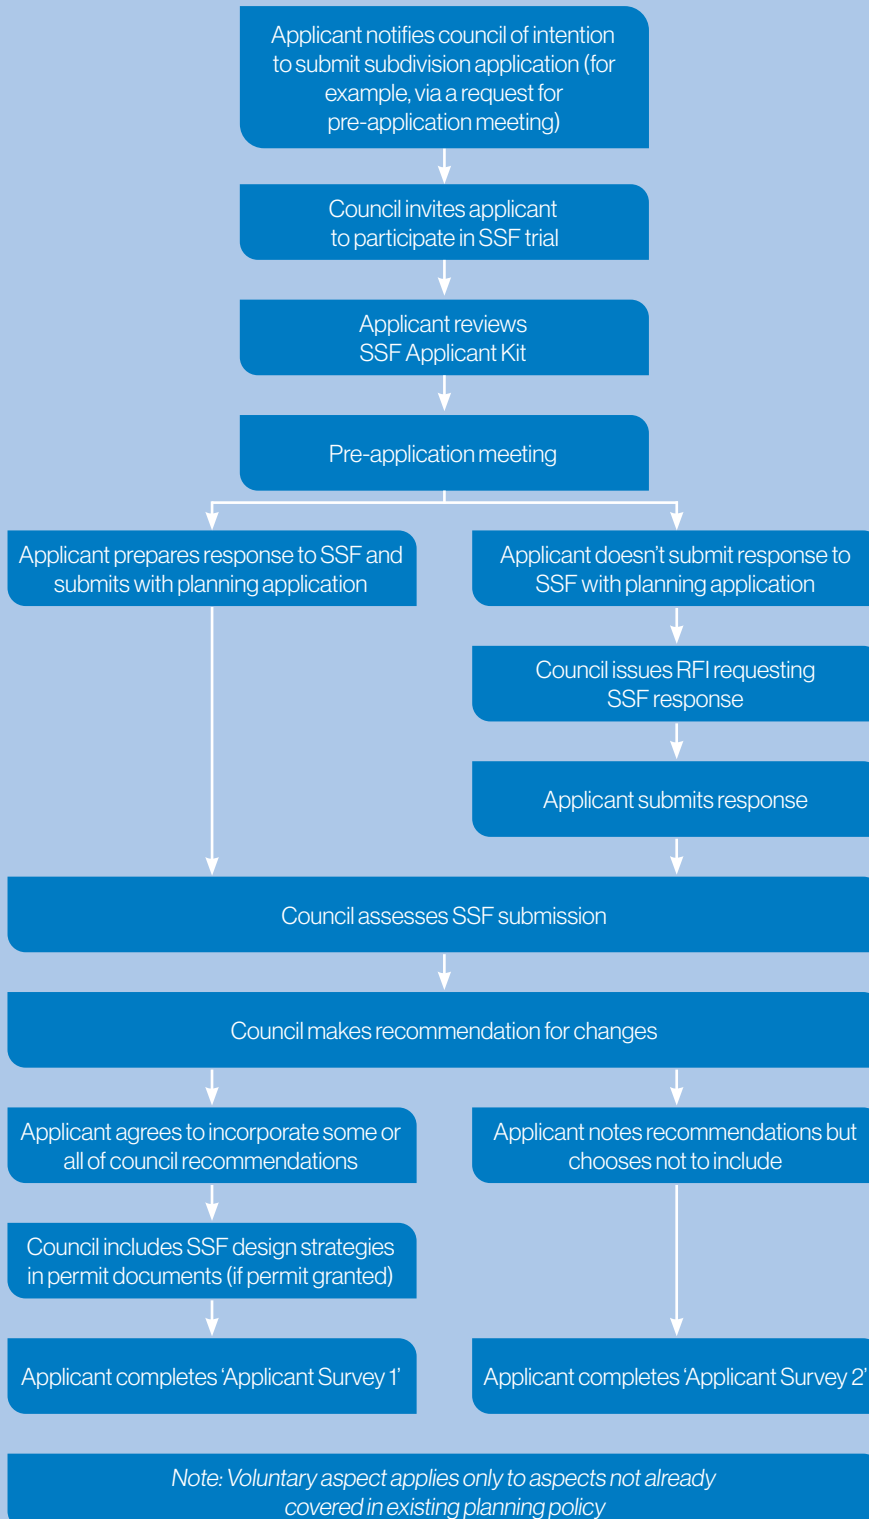 Applicant notifies council of intention
to submit subdivision application (for
example, via a request for
pre-application meeting)
Council invites applicant
to participate in SSF trial
Applicant reviews
SSF Applicant Kit
Pre-application meeting
Applicant prepares response to SSF and
submits with planning application
Applicant doesn't submit response to
SSF with planning application
Council issues RFI requesting
SSF response
Applicant submits response
Council assesses SSF submission
Council makes recommendation for changes
Applicant agrees to incorporate some or
all of council recommendations
Applicant notes recommendations but
chooses not to include
Council includes SSF design strategies
in permit documents (if permit granted)
Applicant completes ‘Applicant Survey 1’
Applicant completes ‘Applicant Survey 2’
Note: Voluntary aspect applies only to aspects not already
covered in existing planning policy